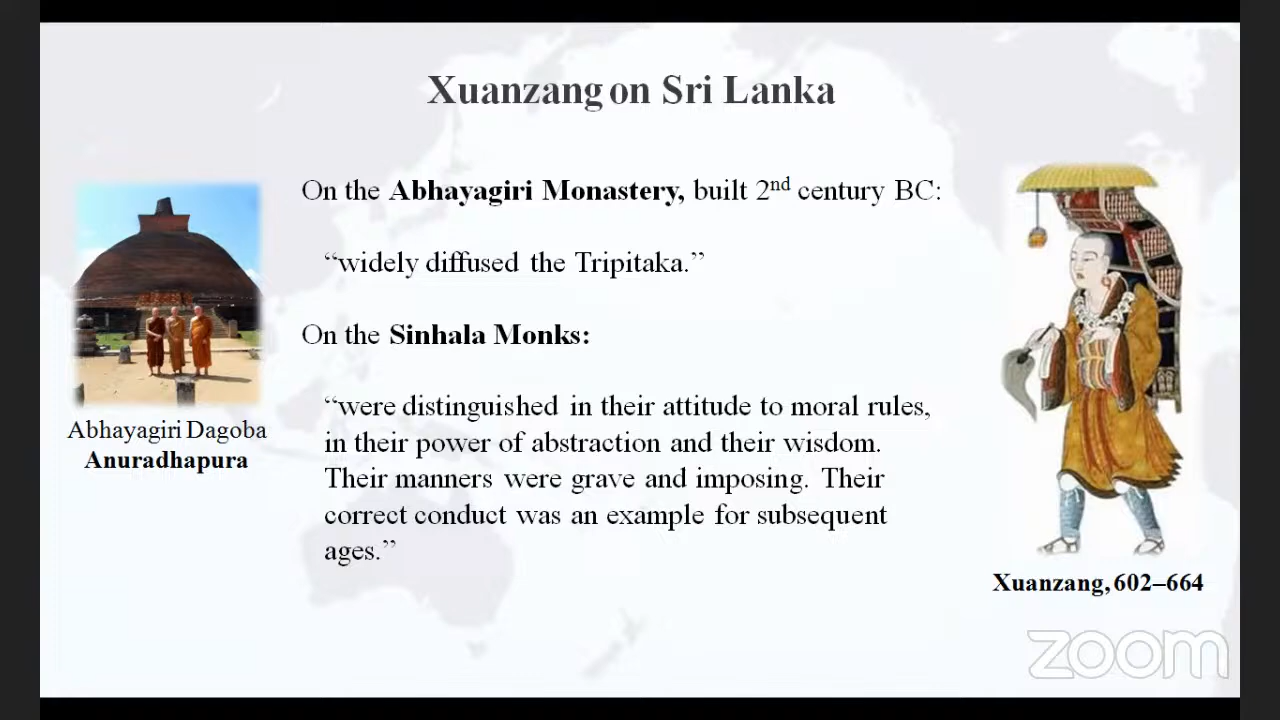 Xuanzang on Sri Lanka
On the Abhayagiri Monastery, built 2nd century BC:
“widely diffused the Tripitaka.”
On the Sinhala Monks:
“were distinguished in their attitude to moral rules,
in their power of abstraction and their wisdom.
Their manners were grave and imposing. Their
correct conduct was an example for subsequent
ages.”
Abhayagiri Dagoba
Anuradhapura
Xuanzang, 602–664
zoom